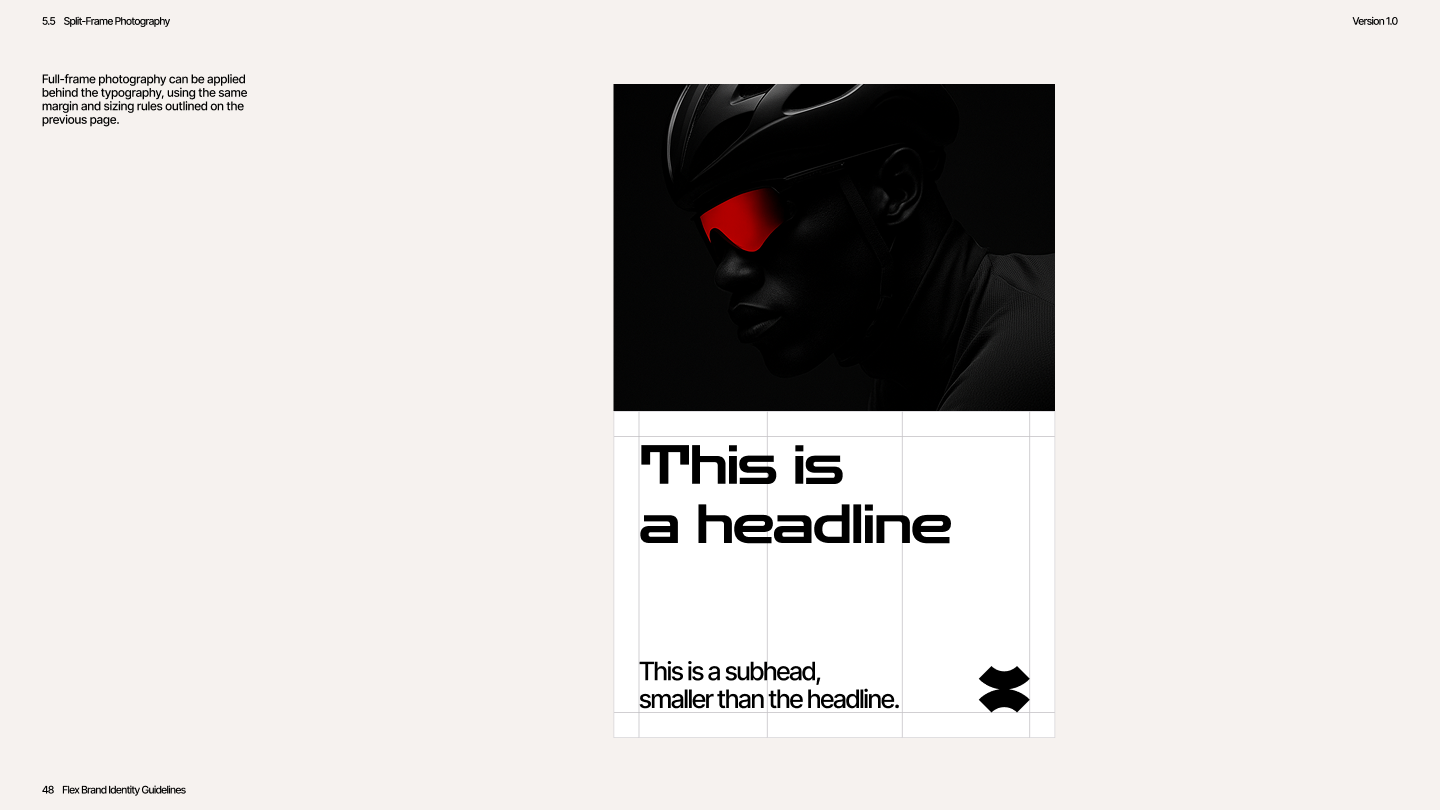 5.5 Split-Frame Photography
Version 1.0
Full-frame photography can be applied
behind the typography, using the same
margin and sizing rules outlined on the
previous page.
This is
a headline
This is a subhead,
smaller than the headline.
48 Flex Brand Identity Guidelines